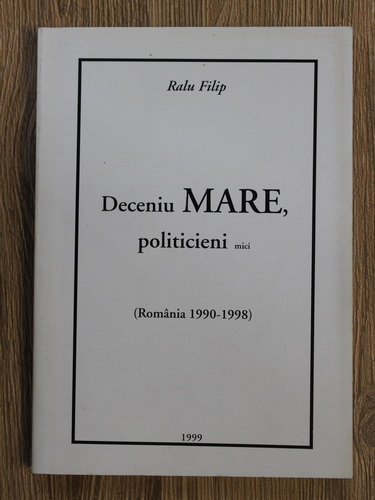 Ralu Filip
Deceniu MARE,
politicieni mici
(România 1990-1998)
1999